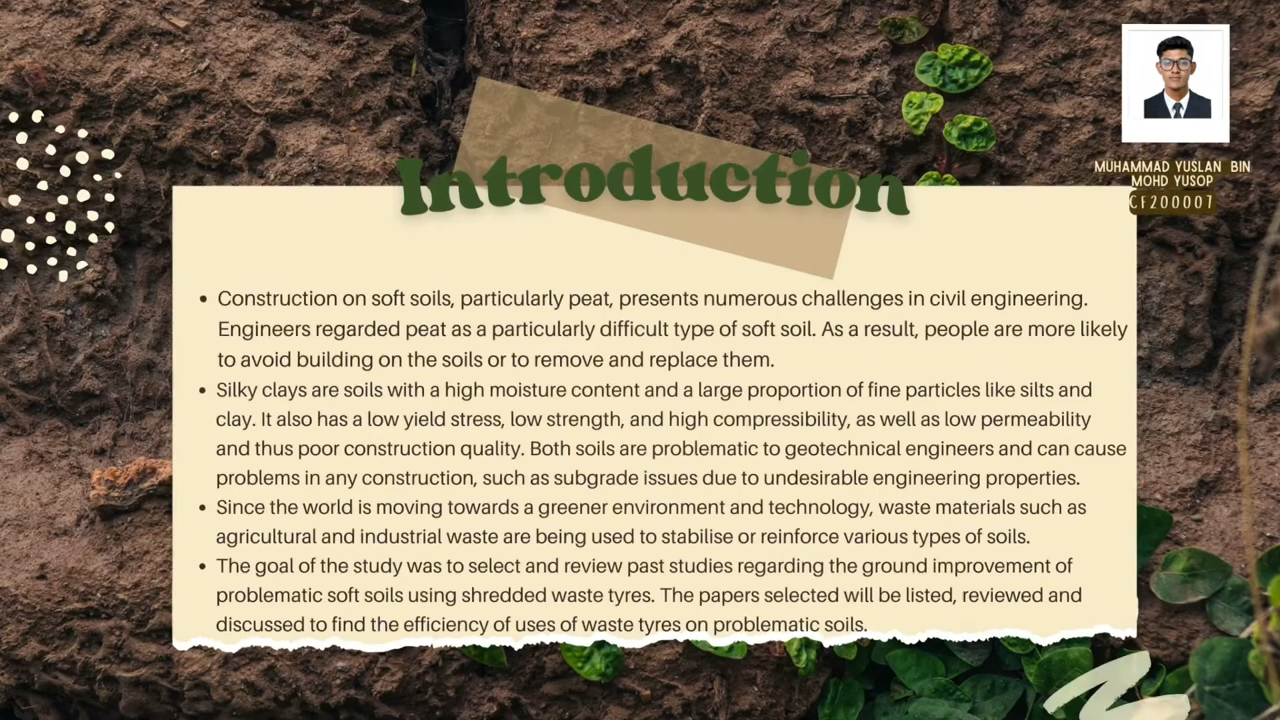 Introduction
MUHAMMAD YUSLAN BIN
MOHD YUSOP
CF200007
• Construction on soft soils, particularly peat, presents numerous challenges in civil engineering.
Engineers regarded peat as a particularly difficult type of soft soil. As a result, people are more likely
to avoid building on the soils or to remove and replace them.
• Silky clays are soils with a high moisture content and a large proportion of fine particles like silts and
clay. It also has a low yield stress, low strength, and high compressibility, as well as low permeability
and thus poor construction quality. Both soils are problematic to geotechnical engineers and can cause
problems in any construction, such as subgrade issues due to undesirable engineering properties.
• Since the world is moving towards a greener environment and technology, waste materials such as
agricultural and industrial waste are being used to stabilise or reinforce various types of soils.
• The goal of the study was to select and review past studies regarding the ground improvement of
problematic soft soils using shredded waste tyres. The papers selected will be listed, reviewed and
discussed to find the efficiency of uses of waste tyres on problematic soils.